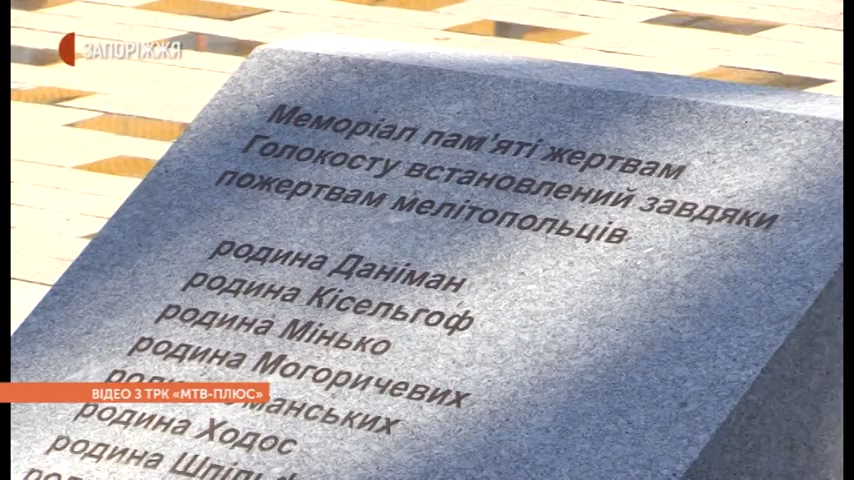 ЗАПОРІЖЖЯ
Меморіал пам'яті жертвам
Голокосту встановлений завдяки
пожертвам мелітопольців
родина Даніман
родина Кісельгоф
родина Мінько
родина Могоричевих
ВІДЕО З ТРК «МТВ-ПЛЮС»
родина Ходос
родина